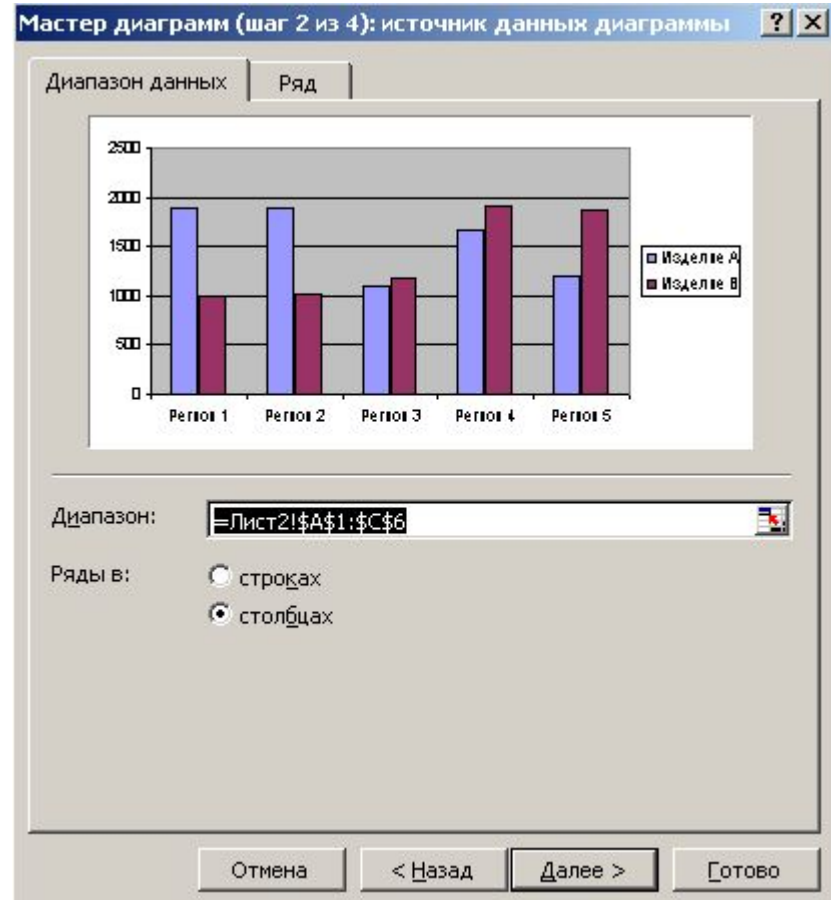 Мастер диаграмм (шаг 2 из 4): источник данных диаграммы
Диапазон данных Ряд
2500
2000
1500
1000
500
0
Изделие А
Изделие В
Регион 1 Регион 2 Регион 3 Регион 4 Регион 5
Диапазон: =Лист2!$A$1:$C$6
Ряды в: строках
столбцах
Отмена < Назад Далее > Готово